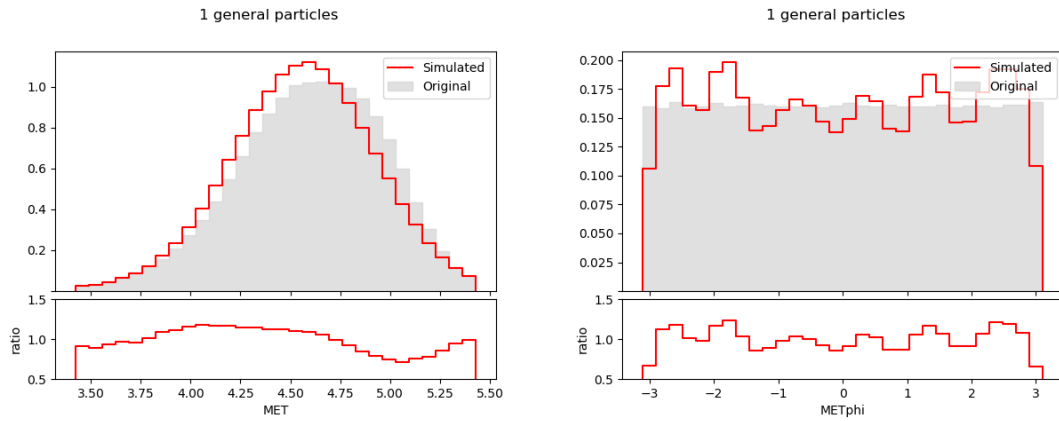 1 general particles
Simulated
Original
1.0
0.8
0.6
0.4
0.2
1.5
1.0
0.5
ratio
3.50 3.75 4.00 4.25 4.50 4.75 5.00 5.25 5.50
MET
1 general particles
Simulated
Original
0.200
0.175
0.150
0.125
0.100
0.075
0.050
0.025
1.5
1.0
0.5
ratio
−3 −2 −1 0 1 2 3
METphi